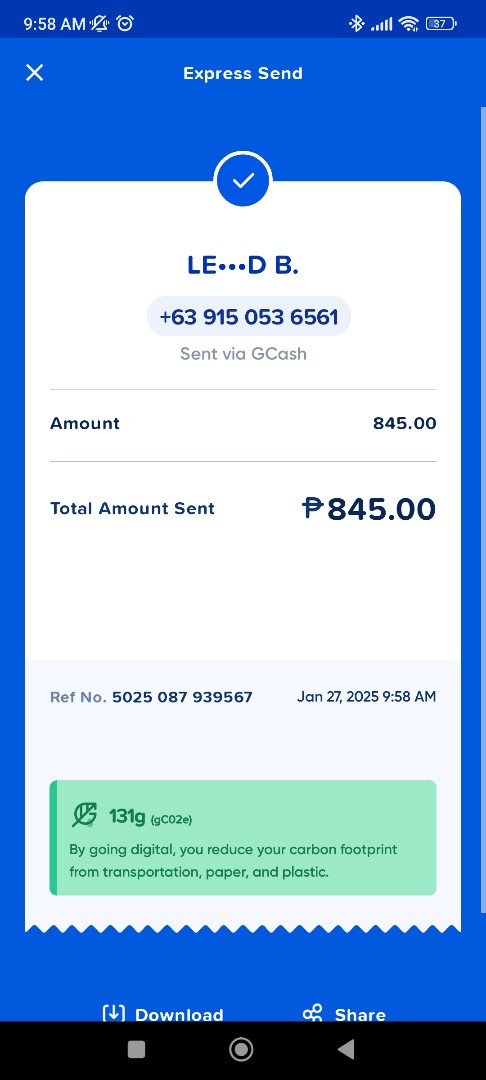 9:58 AM
37
Express Send
LE•••D B.
+63 915 053 6561
Sent via GCash
Amount 845.00
Total Amount Sent ₱845.00
Ref No. 5025 087 939567 Jan 27, 2025 9:58 AM
131g (gC02e)
By going digital, you reduce your carbon footprint
from transportation, paper, and plastic.
Download Share